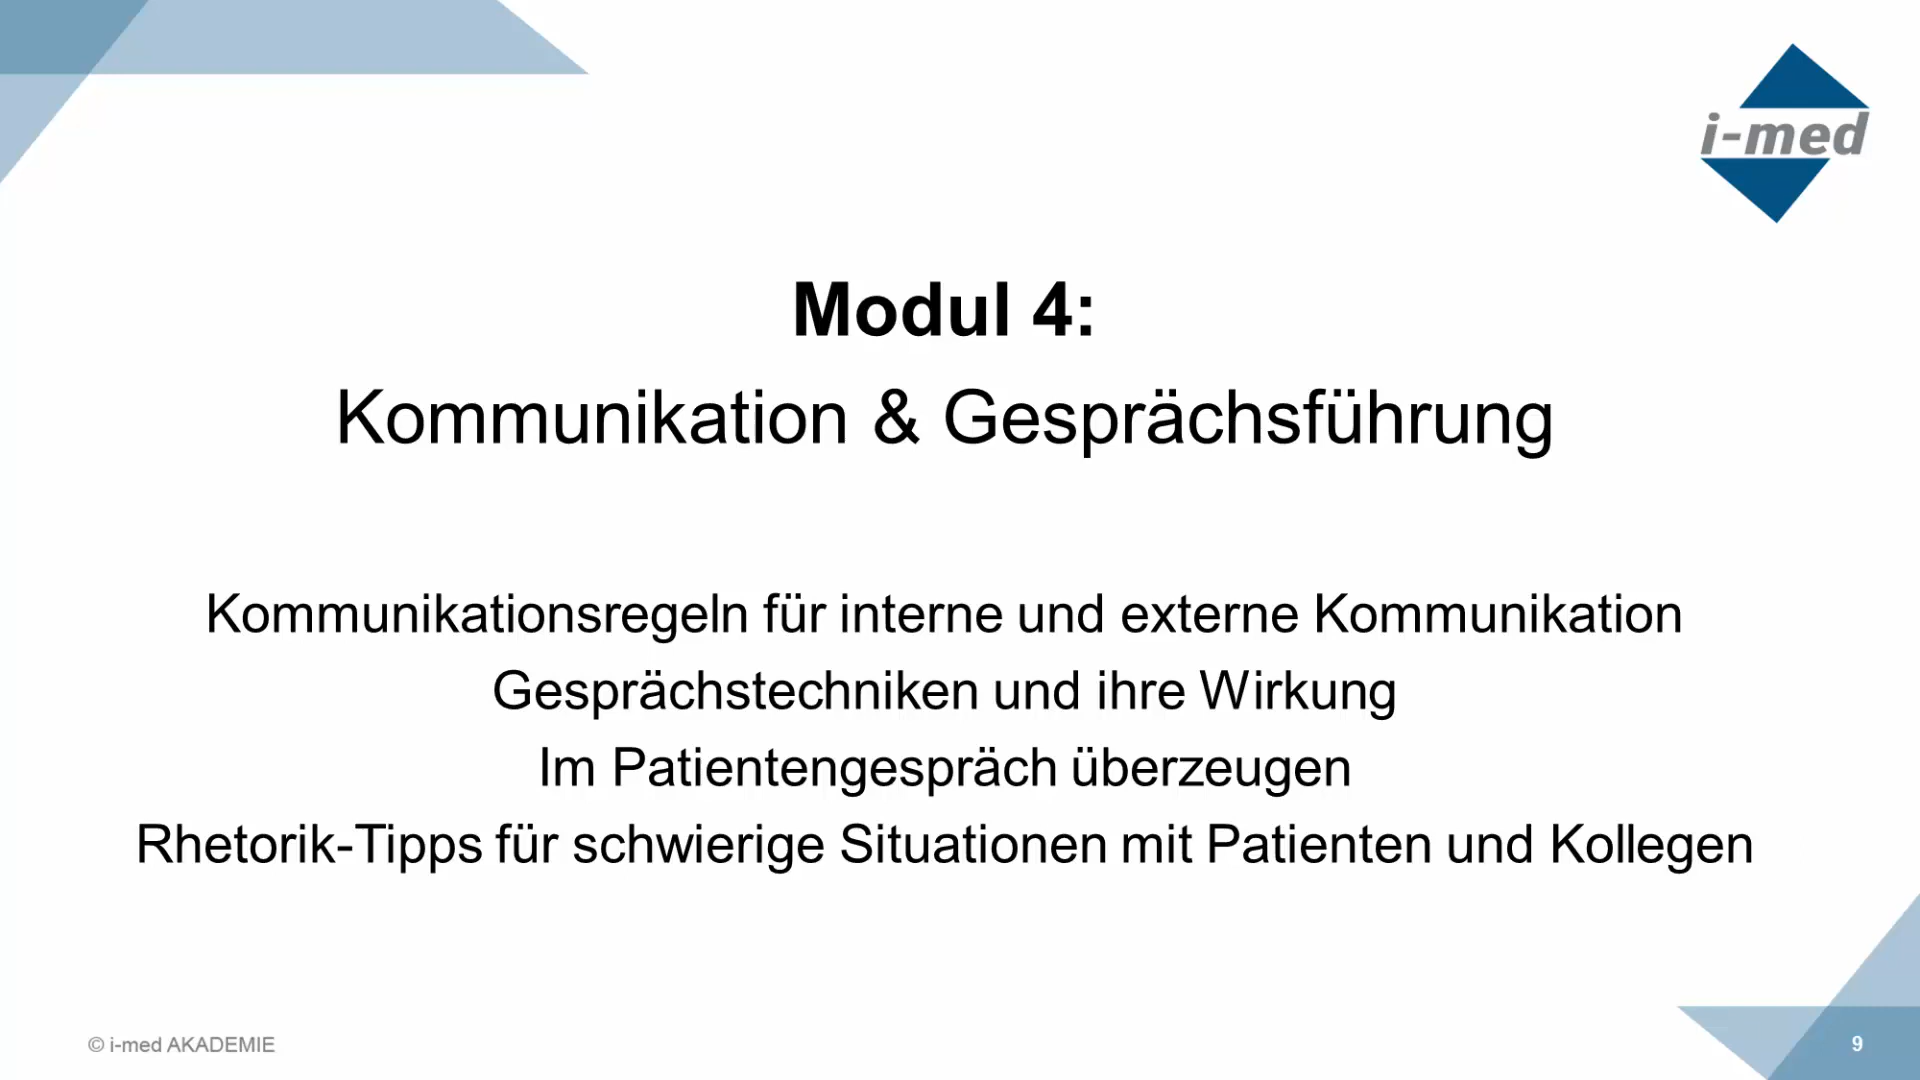 i-med
Modul 4:
Kommunikation & Gesprächsführung
Kommunikationsregeln für interne und externe Kommunikation
Gesprächstechniken und ihre Wirkung
Im Patientengespräch überzeugen
Rhetorik-Tipps für schwierige Situationen mit Patienten und Kollegen
© i-med AKADEMIE
9